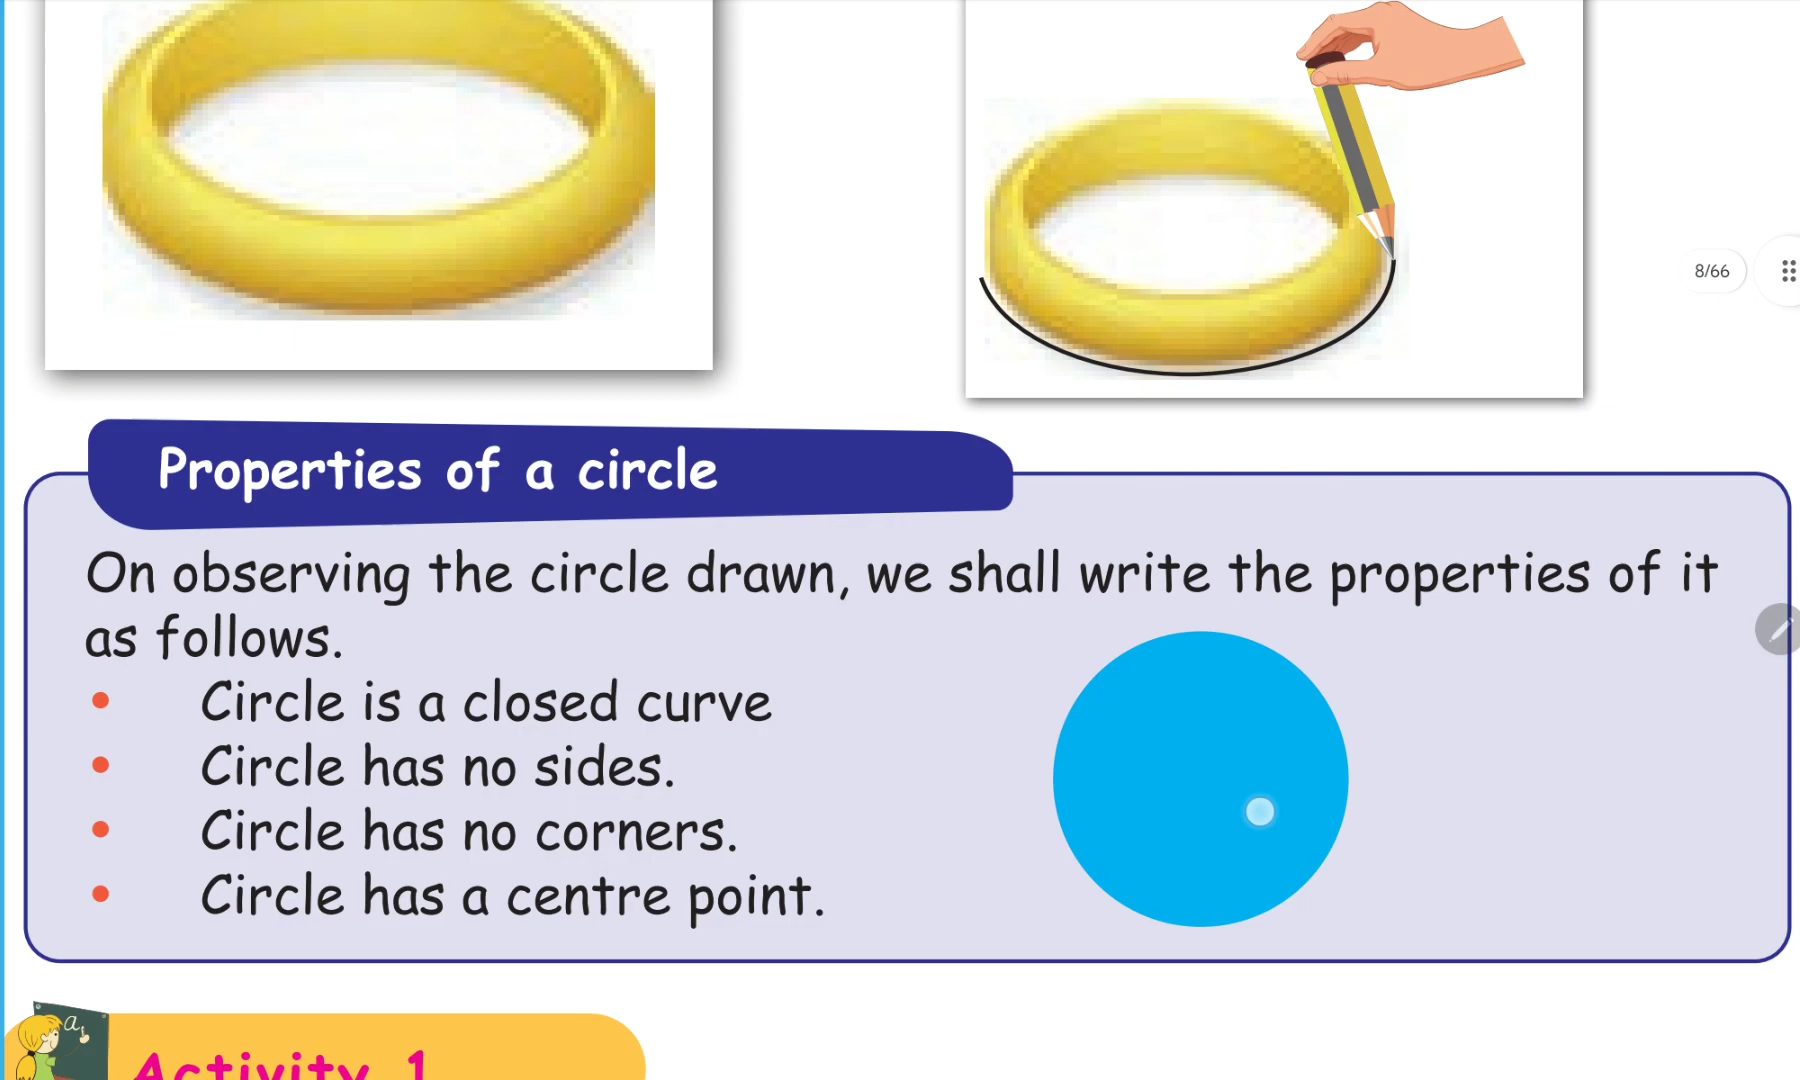 8/66
Properties of a circle
On observing the circle drawn, we shall write the properties of it
as follows.
• Circle is a closed curve
• Circle has no sides.
• Circle has no corners.
• Circle has a centre point.
a
Activity 1